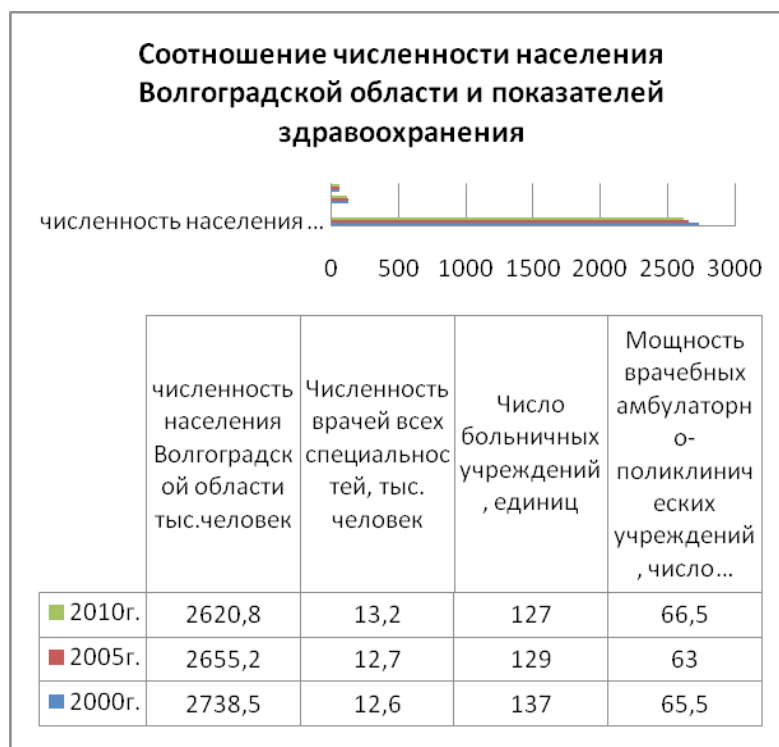 Соотношение численности населения
Волгоградской области и показателей
здравоохранения
численность населения ...
0 500 1000 1500 2000 2500 3000
численность
населения
Волгоградск
ой области
тыс.человек
Численность
врачей всех
специальнос
тей, тыс.
человек
Число
больничных
учреждений
, единиц
Мощность
врачебных
амбулаторн
о-
поликлинич
еских
учреждений
, число...
2010г. 2620,8 13,2 127 66,5
2005г. 2655,2 12,7 129 63
2000г. 2738,5 12,6 137 65,5